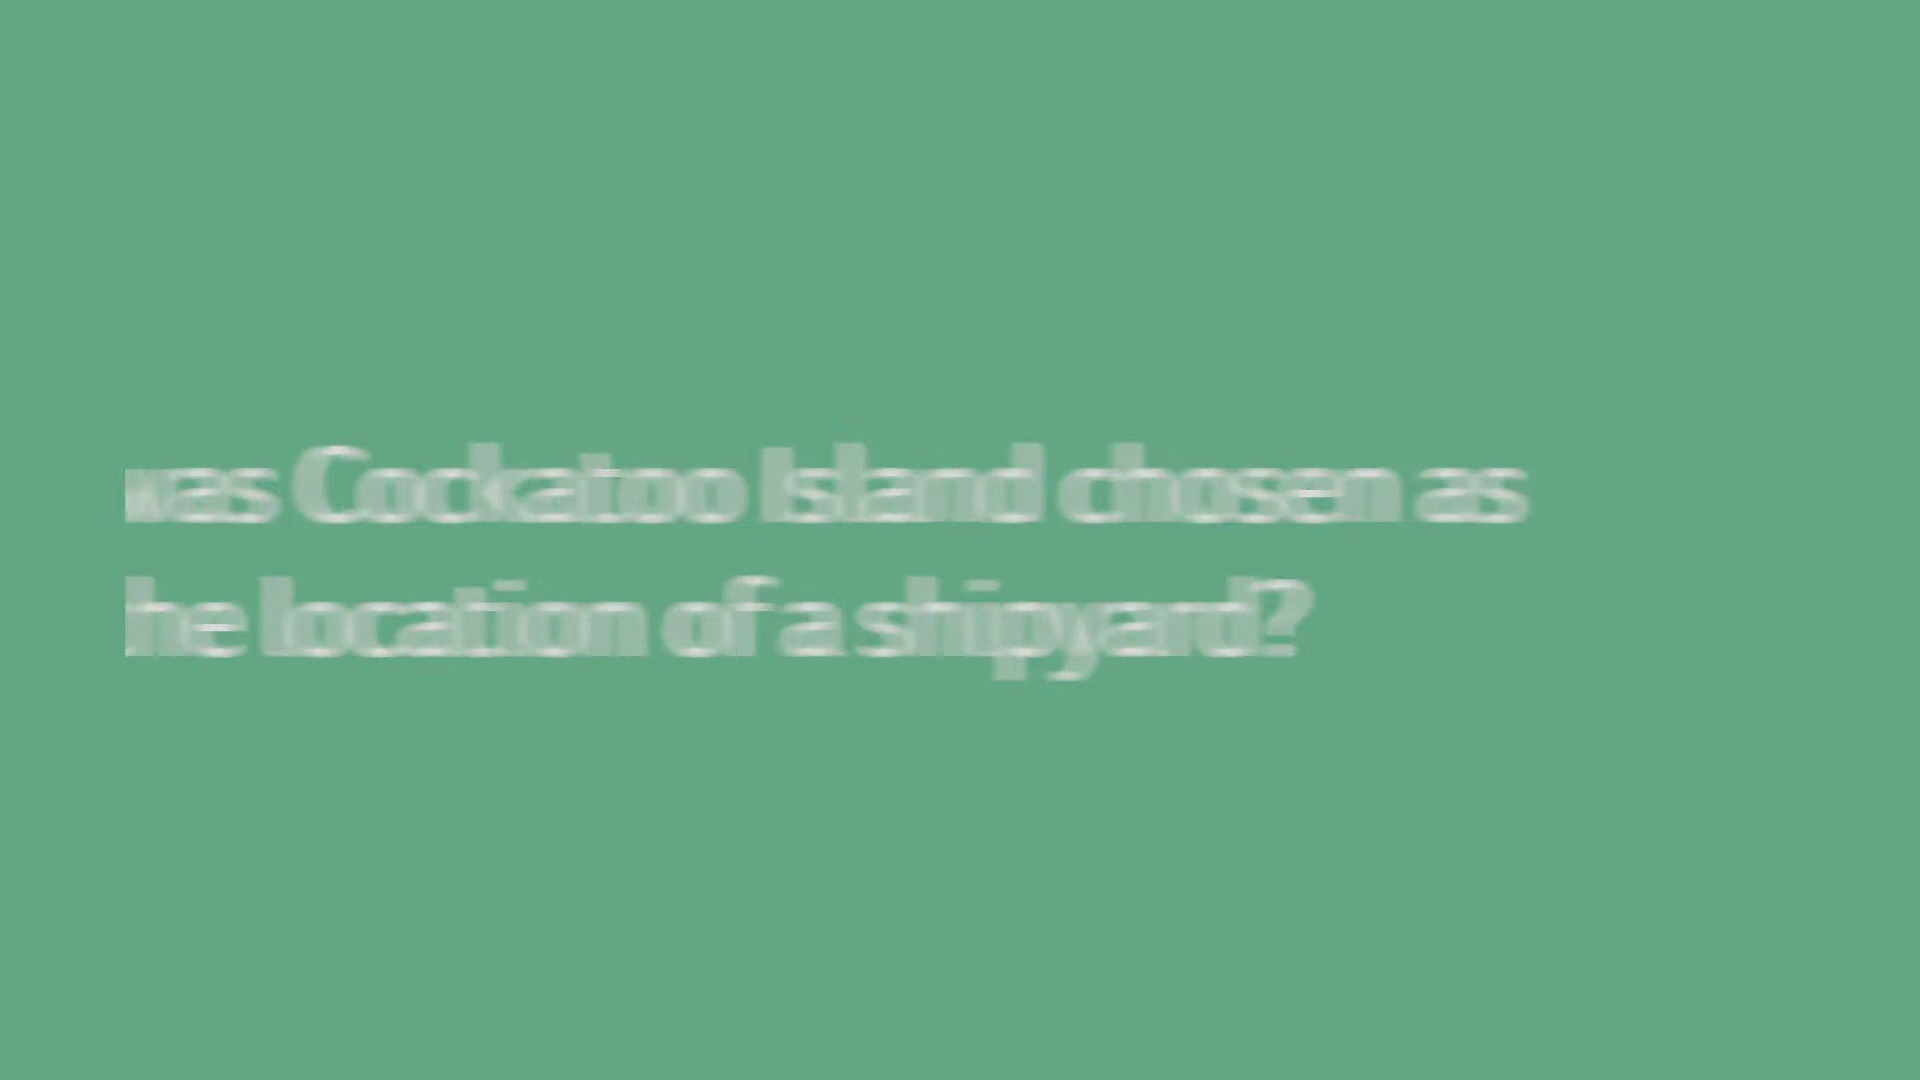 was Cockatoo Island chosen as
he location of a shipyard?